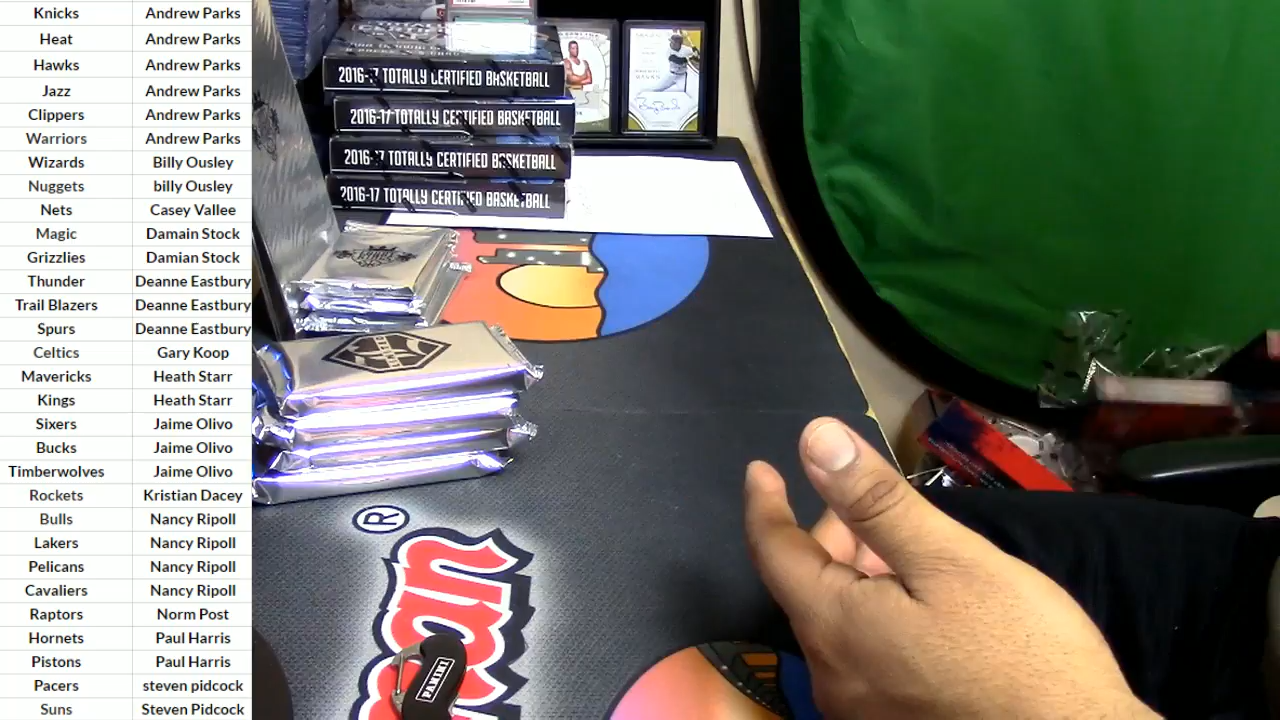 Knicks Andrew Parks
Heat Andrew Parks
Hawks Andrew Parks
Jazz Andrew Parks
Clippers Andrew Parks
Warriors Andrew Parks
Wizards Billy Ousley
Nuggets billy Ousley
Nets Casey Vallee
Magic Damain Stock
Grizzlies Damian Stock
Thunder Deanne Eastbury
Trail Blazers Deanne Eastbury
Spurs Deanne Eastbury
Celtics Gary Koop
Mavericks Heath Starr
Kings Heath Starr
Sixers Jaime Olivo
Bucks Jaime Olivo
Timberwolves Jaime Olivo
Rockets Kristian Dacey
Bulls Nancy Ripoll
Lakers Nancy Ripoll
Pelicans Nancy Ripoll
Cavaliers Nancy Ripoll
Raptors Norm Post
Hornets Paul Harris
Pistons Paul Harris
Pacers steven pidcock
Suns Steven Pidcock
2016-17 TOTALLY CERTIFIED BASKETBALL
2016-17 TOTALLY CERTIFIED BASKETBALL
2016-17 TOTALLY CERTIFIED BASKETBALL
2016-17 TOTALLY CERTIFIED BASKETBALL
®
PANINI